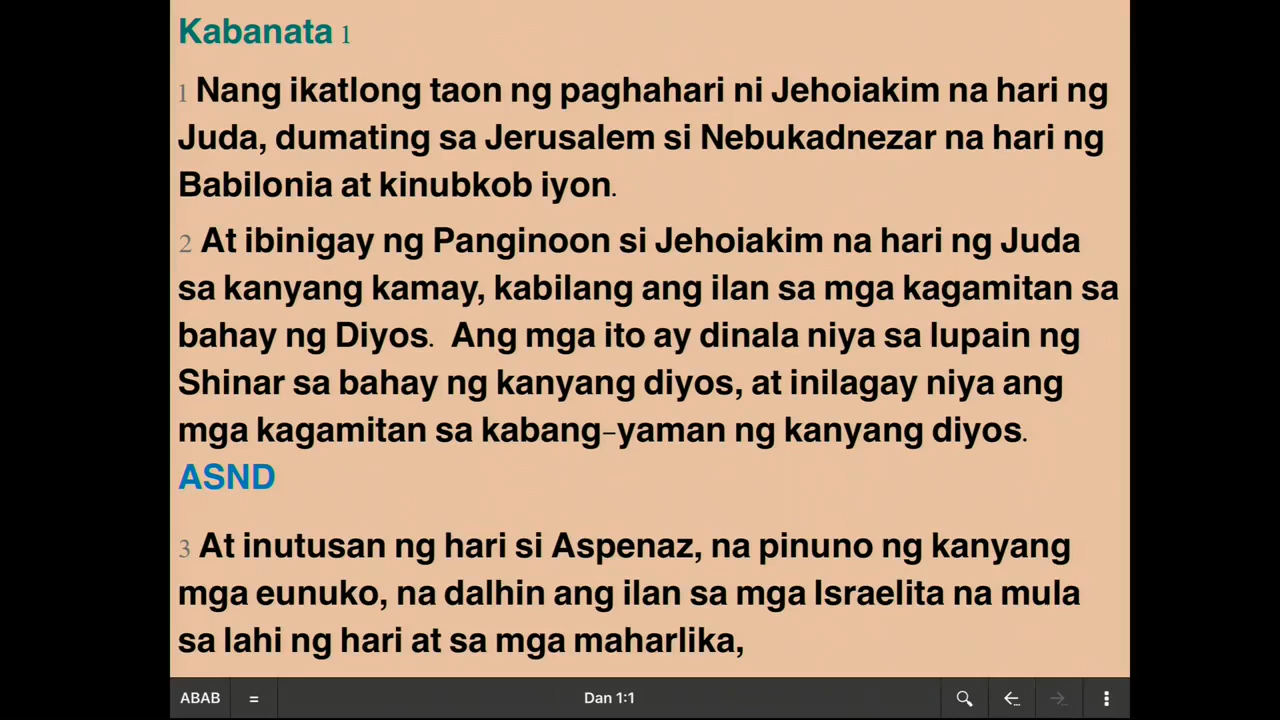 Kabanata 1
1 Nang ikatlong taon ng paghahari ni Jehoiakim na hari ng
Juda, dumating sa Jerusalem si Nebukadnezar na hari ng
Babilonia at kinubkob iyon.
2 At ibinigay ng Panginoon si Jehoiakim na hari ng Juda
sa kanyang kamay, kabilang ang ilan sa mga kagamitan sa
bahay ng Diyos.  Ang mga ito ay dinala niya sa lupain ng
Shinar sa bahay ng kanyang diyos, at inilagay niya ang
mga kagamitan sa kabang-yaman ng kanyang diyos.
ASND
3 At inutusan ng hari si Aspenaz, na pinuno ng kanyang
mga eunuko, na dalhin ang ilan sa mga Israelita na mula
sa lahi ng hari at sa mga maharlika,
ABAB = Dan 1:1